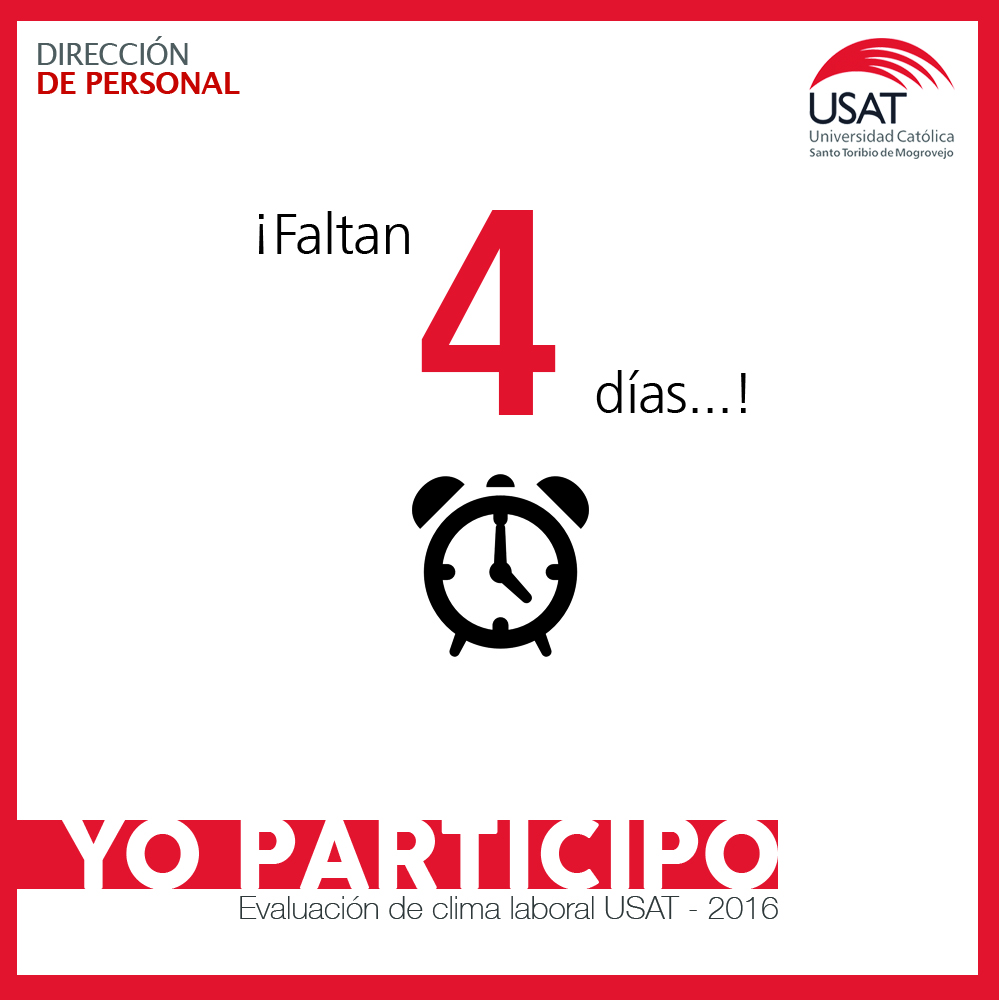 DIRECCIÓN
DE PERSONAL
USAT
Universidad Católica
Santo Toribio de Mogrovejo
¡Faltan 4 días...!
YO PARTICIPO
Evaluación de clima laboral USAT - 2016